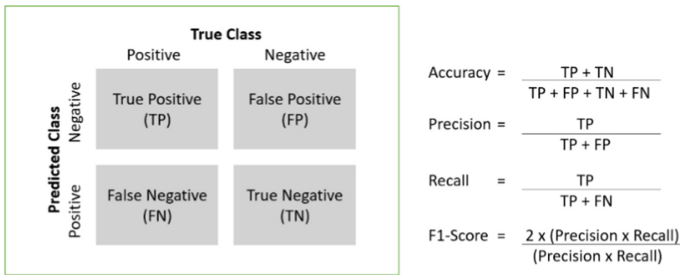 True Class
Positive Negative
Predicted Class
Negative
True Positive
(TP)
False Positive
(FP)
Positive
False Negative
(FN)
True Negative
(TN)
Accuracy = TP + TN
TP + FP + TN + FN
Precision = TP
TP + FP
Recall = TP
TP + FN
F1-Score = 2 x (Precision x Recall)
(Precision x Recall)